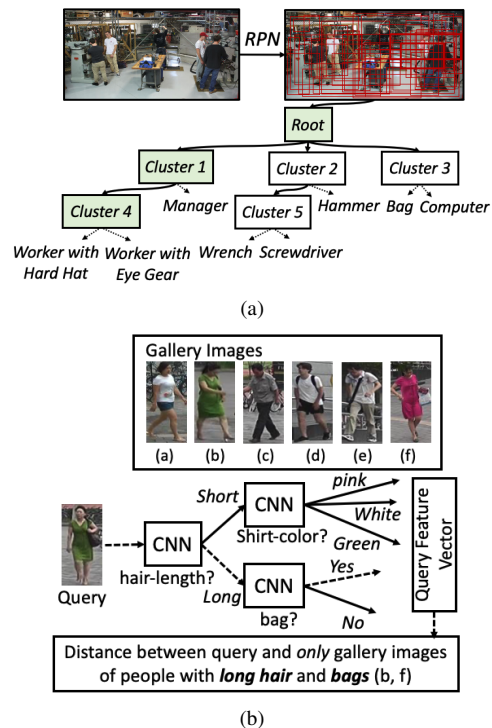 RPN
Root
Cluster 1
Cluster 2
Cluster 3
Cluster 4
Manager
Cluster 5
Hammer
Bag
Computer
Worker with
Hard Hat
Worker with
Eye Gear
Wrench
Screwdriver
(a)
Gallery Images
(a) (b) (c) (d) (e) (f)
Query
CNN
hair-length?
Short
CNN
Shirt-color?
pink
White
Green
Long
CNN
bag?
Yes
No
Query Feature
Vector
Distance between query and only gallery images
of people with long hair and bags (b, f)
(b)